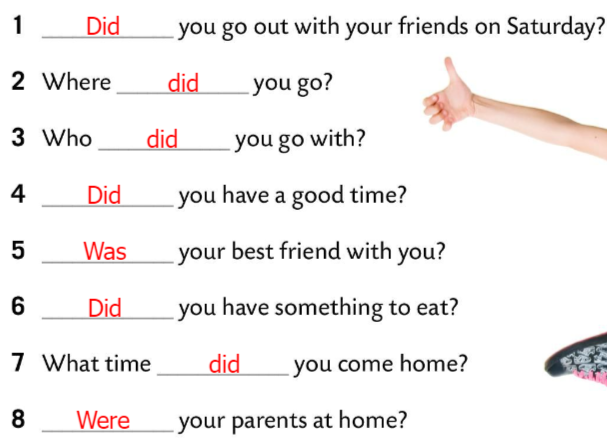 1 Did you go out with your friends on Saturday?
2 Where did you go?
3 Who did you go with?
4 Did you have a good time?
5 Was your best friend with you?
6 Did you have something to eat?
7 What time did you come home?
8 Were your parents at home?